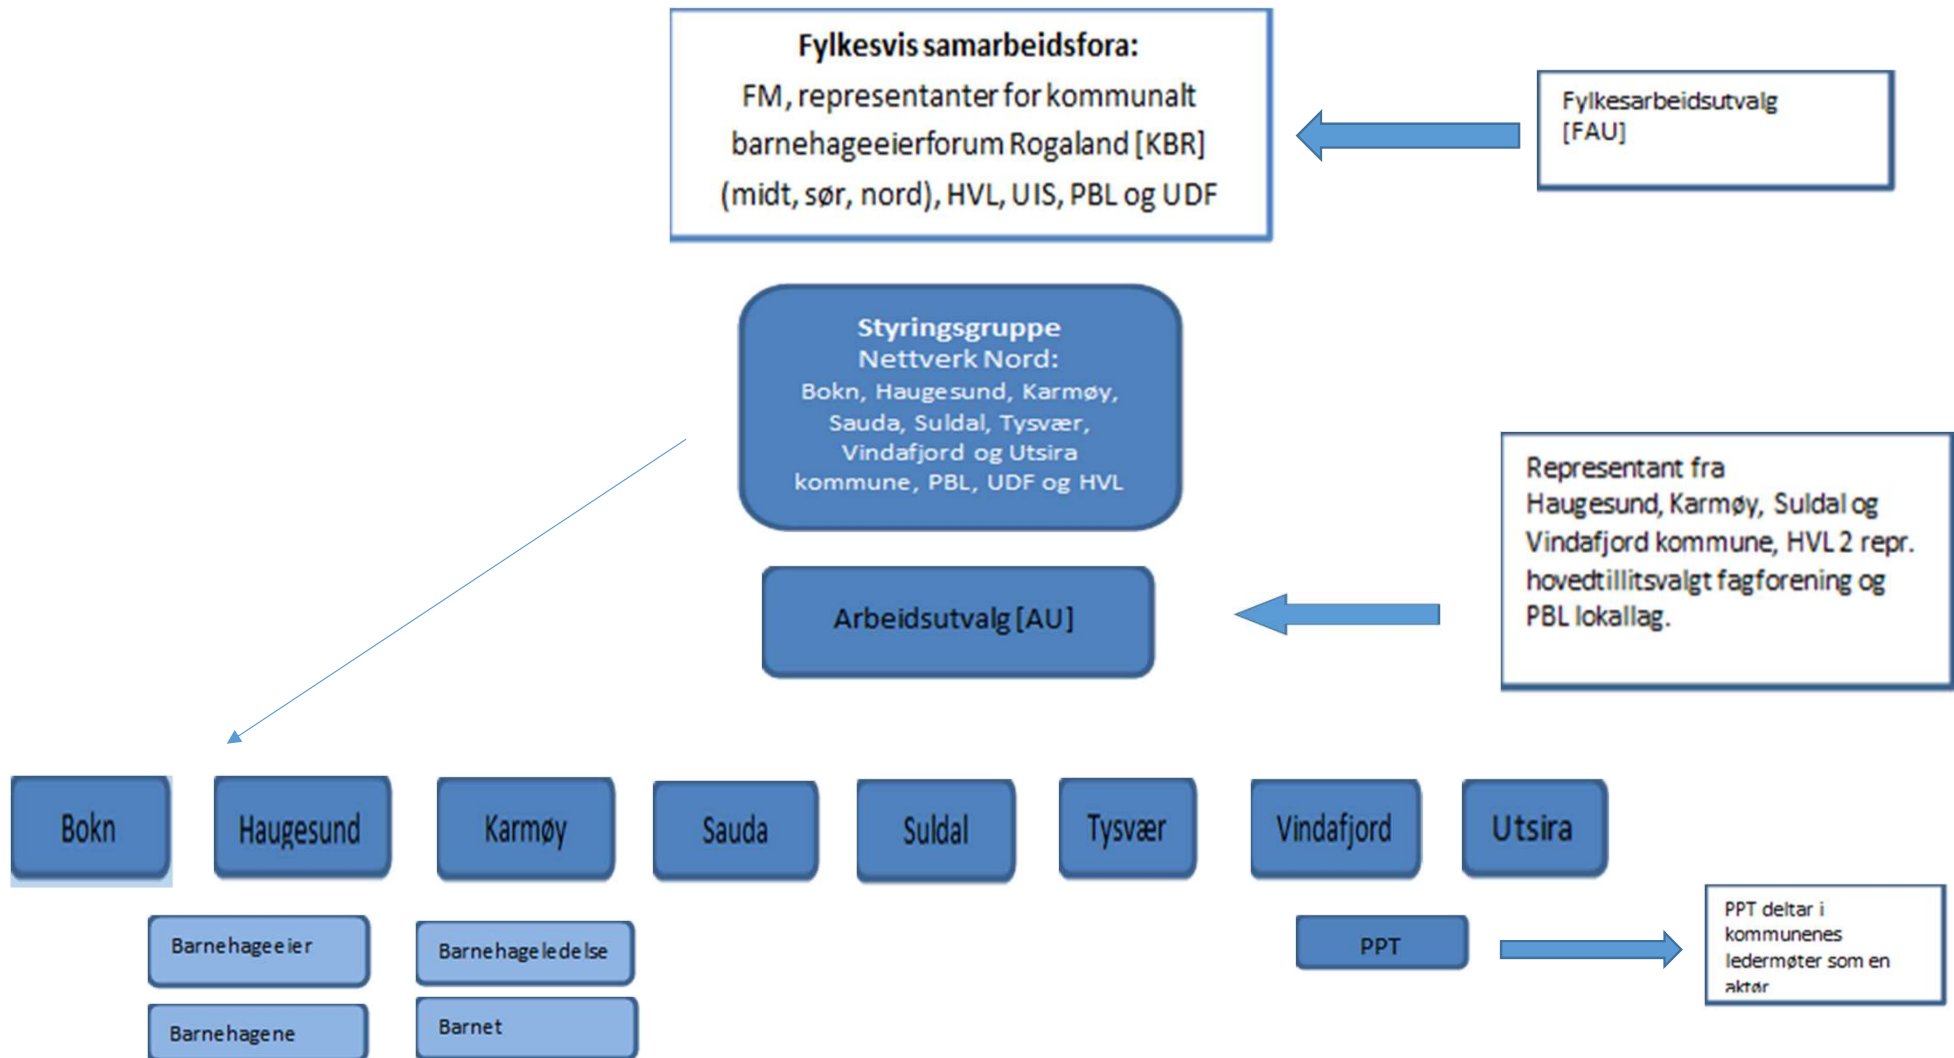 Fylkesvis samarbeidsfora:
FM, representanter for kommunalt
barnehageeierforum Rogaland [KBR]
(midt, sør, nord), HVL, UIS, PBL og UDF
Fylkesarbeidsutvalg
[FAU]
Styringsgruppe
Nettverk Nord:
Bokn, Haugesund, Karmøy,
Sauda, Suldal, Tysvær,
Vindafjord og Utsira
kommune, PBL, UDF og HVL
Representant fra
Haugesund, Karmøy, Suldal og
Vindafjord kommune, HVL 2 repr.
hovedtillitsvalgt fagforening og
PBL lokallag.
Arbeidsutvalg [AU]
Bokn
Haugesund
Karmøy
Sauda
Suldal
Tysvær
Vindafjord
Utsira
Barnehageeier
Barnehageledelse
PPT
PPT deltar i
kommunenes
ledermøter som en
aktør
Barnehagene
Barnet